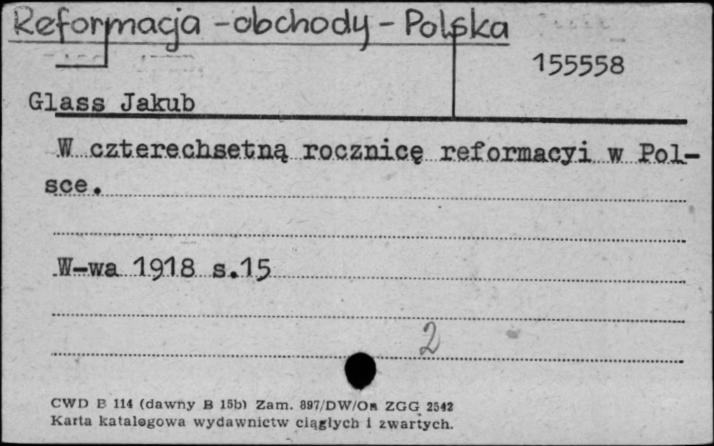 Reformacja - obchody - Polska
155558
Glass Jakub
W czterechsetną rocznicę reformacyi w Pol-
sce.
W-wa 1918 s.15
2
CWD B 114 (dawny B 15b) Zam. 897/DW/On ZGG 2542
Karta katalogowa wydawnictw ciągłych i zwartych.